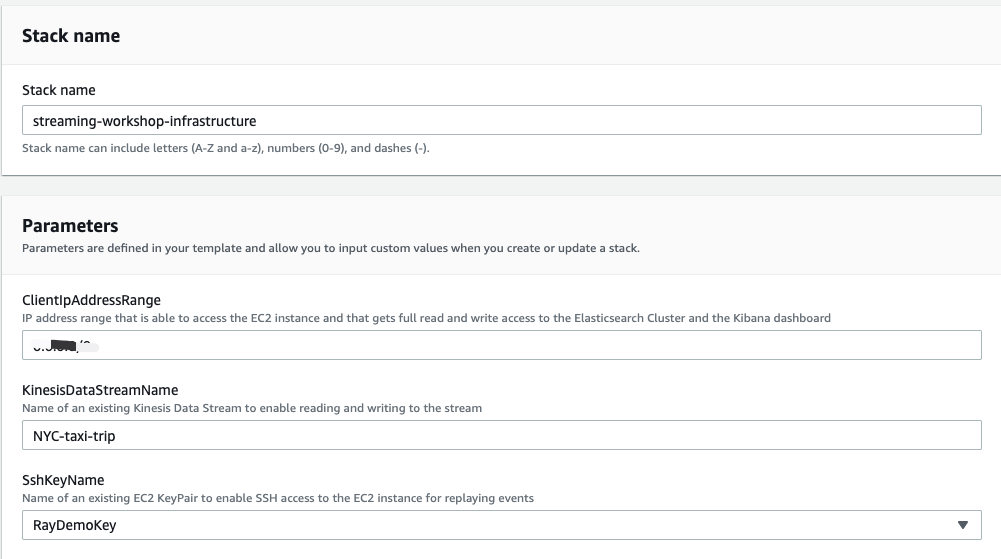 Stack name
Stack name
streaming-workshop-infrastructure
Stack name can include letters (A-Z and a-z), numbers (0-9), and dashes (-).
Parameters
Parameters are defined in your template and allow you to input custom values when you create or update a stack.
ClientIpAddressRange
IP address range that is able to access the EC2 instance and that gets full read and write access to the Elasticsearch Cluster and the Kibana dashboard
KinesisDataStreamName
Name of an existing Kinesis Data Stream to enable reading and writing to the stream
NYC-taxi-trip
SshKeyName
Name of an existing EC2 KeyPair to enable SSH access to the EC2 instance for replaying events
RayDemoKey